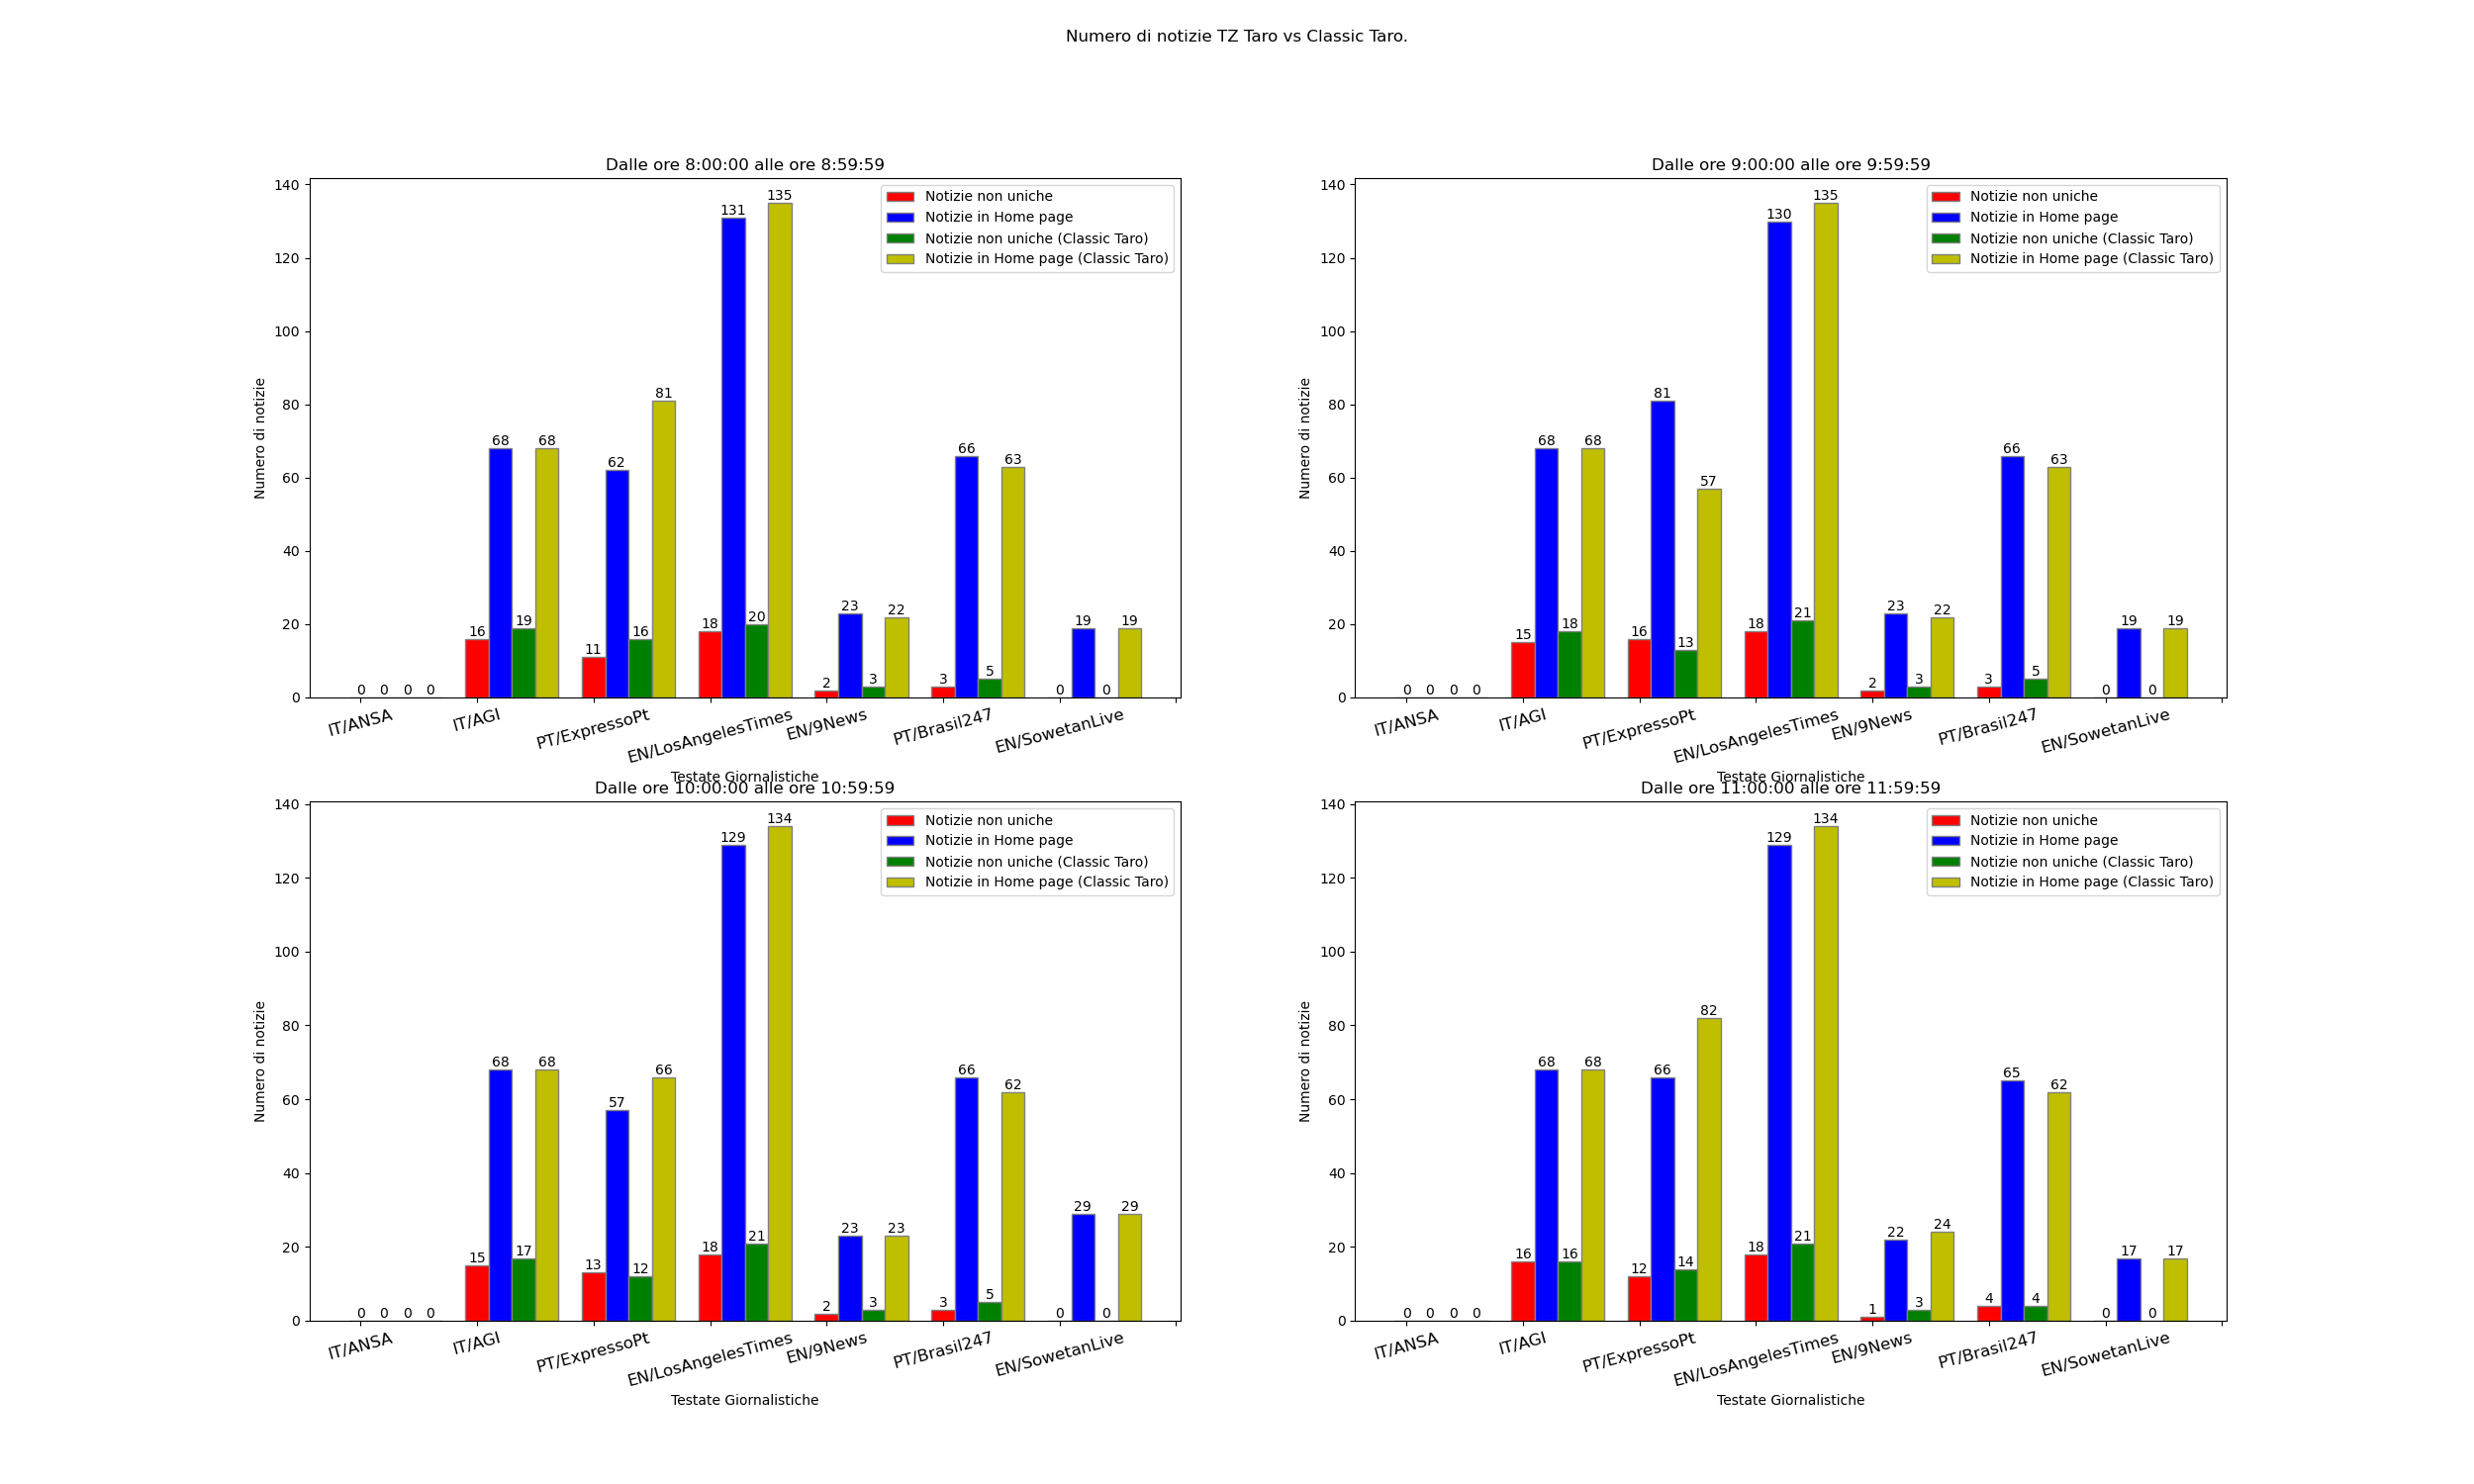 Numero di notizie TZ Taro vs Classic Taro.
Dalle ore 8:00:00 alle ore 8:59:59
Numero di notizie
140
120
100
80
60
40
20
0
Notizie non uniche
Notizie in Home page
Notizie non uniche (Classic Taro)
Notizie in Home page (Classic Taro)
0 0 0 0
16 68 19 68
11 62 16 81
18 131 20 135
2 23 3 22
3 66 5 63
0 19 0 19
IT/ANSA IT/AGI PT/ExpressoPt EN/LosAngelesTimes EN/9News PT/Brasil247 EN/SowetanLive
Testate Giornalistiche
Dalle ore 9:00:00 alle ore 9:59:59
Numero di notizie
140
120
100
80
60
40
20
0
Notizie non uniche
Notizie in Home page
Notizie non uniche (Classic Taro)
Notizie in Home page (Classic Taro)
0 0 0 0
15 68 18 68
16 81 13 57
18 130 21 135
2 23 3 22
3 66 5 63
0 19 0 19
IT/ANSA IT/AGI PT/ExpressoPt EN/LosAngelesTimes EN/9News PT/Brasil247 EN/SowetanLive
Testate Giornalistiche
Dalle ore 10:00:00 alle ore 10:59:59
Numero di notizie
140
120
100
80
60
40
20
0
Notizie non uniche
Notizie in Home page
Notizie non uniche (Classic Taro)
Notizie in Home page (Classic Taro)
0 0 0 0
15 68 17 68
13 57 12 66
18 129 21 134
2 23 3 23
3 66 5 62
0 29 0 29
IT/ANSA IT/AGI PT/ExpressoPt EN/LosAngelesTimes EN/9News PT/Brasil247 EN/SowetanLive
Testate Giornalistiche
Dalle ore 11:00:00 alle ore 11:59:59
Numero di notizie
140
120
100
80
60
40
20
0
Notizie non uniche
Notizie in Home page
Notizie non uniche (Classic Taro)
Notizie in Home page (Classic Taro)
0 0 0 0
16 68 16 68
12 66 14 82
18 129 21 134
1 22 3 24
4 65 4 62
0 17 0 17
IT/ANSA IT/AGI PT/ExpressoPt EN/LosAngelesTimes EN/9News PT/Brasil247 EN/SowetanLive
Testate Giornalistiche